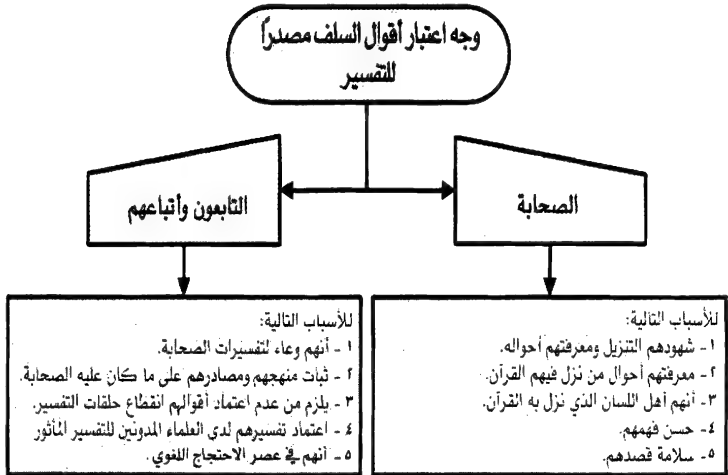 وجه اعتبار أقوال السلف مصدراً
للتفسير
الصحابة
التابعون وأتباعهم
للأسباب التالية:
١ - شهودهم التنزيل ومعرفتهم أحواله.
٢ - معرفتهم أحوال من نزل فيهم القرآن.
٣ - أنهم أهل اللسان الذي نزل به القرآن.
٤ - حسن فهمهم.
٥ - سلامة قصدهم.
للأسباب التالية:
١ - أنهم وعاء لتفسيرات الصحابة.
٢ - ثبات منهجهم ومصادرهم على ما كان عليه الصحابة.
٣ - يلزم من عدم اعتماد أقوالهم انقطاع حلقات التفسير.
٤ - اعتماد تفسيرهم لدى العلماء المدونين للتفسير المأثور
٥ - أنهم في عصر الاحتجاج اللغوي